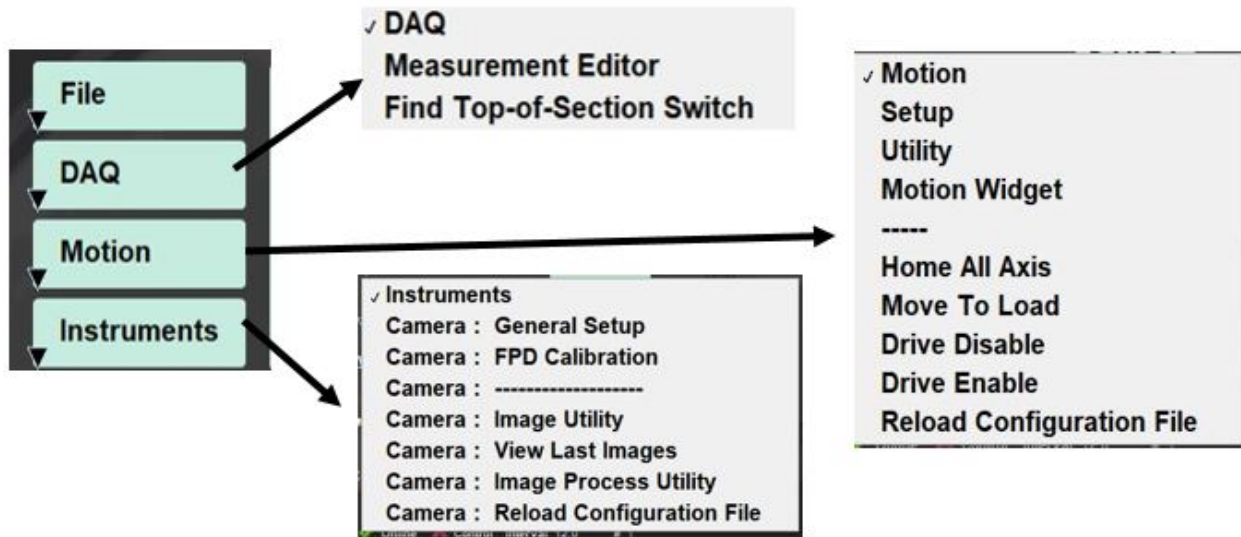 File
DAQ
Motion
Instruments
✓ DAQ
Measurement Editor
Find Top-of-Section Switch
✓ Instruments
Camera : General Setup
Camera : FPD Calibration
Camera : -------------------
Camera : Image Utility
Camera : View Last Images
Camera : Image Process Utility
Camera : Reload Configuration File
✓ Motion
Setup
Utility
Motion Widget
-----
Home All Axis
Move To Load
Drive Disable
Drive Enable
Reload Configuration File